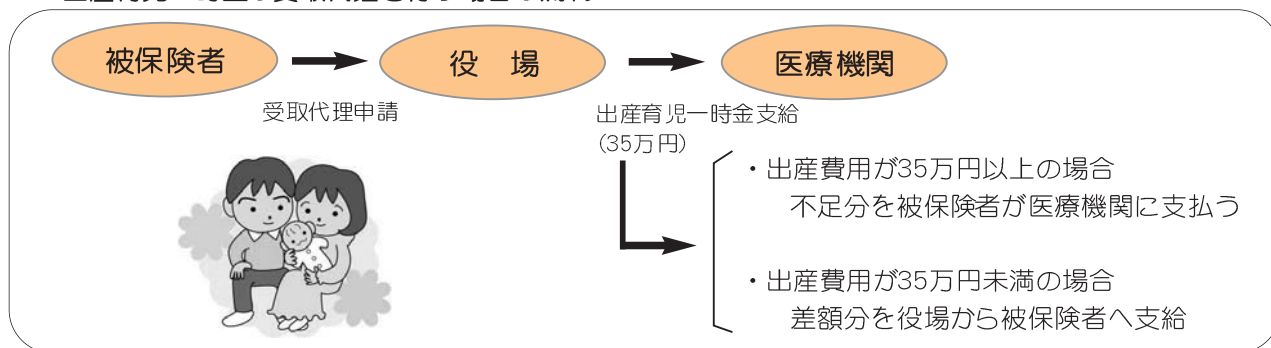 被保険者
役 場
医療機関
受取代理申請
出産育児一時金支給
(35万円)
・出産費用が35万円以上の場合
不足分を被保険者が医療機関に支払う
・出産費用が35万円未満の場合
差額分を役場から被保険者へ支給